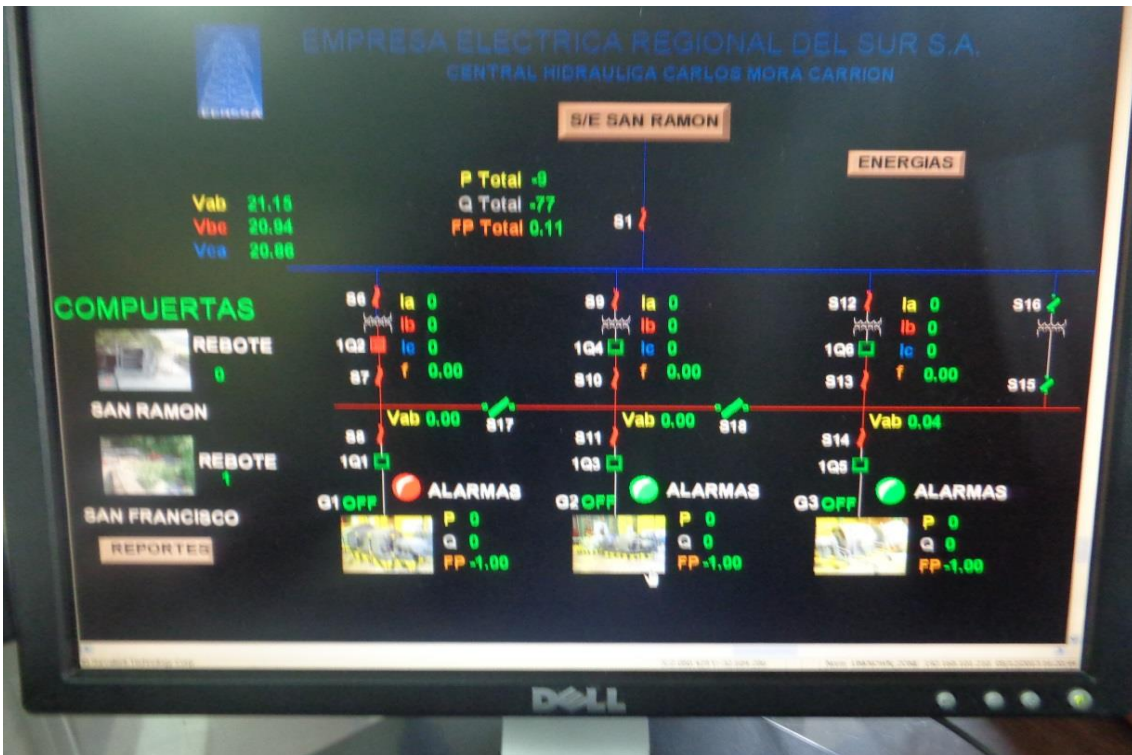 EMPRESA ELECTRICA REGIONAL DEL SUR S.A.
CENTRAL HIDRAULICA CARLOS MORA CARRION
EERSSA
S/E SAN RAMON
ENERGIAS
P Total -9
Q Total -77
FP Total 0.11
Vab 21.15
Vbc 20.94
Vca 20.86
S1
COMPUERTAS
REBOTE
0
SAN RAMON
REBOTE
1
SAN FRANCISCO
REPORTES
S6
Ia 0
Ib 0
1Q2
Ic 0
S7
f 0.00
S9
Ia 0
Ib 0
1Q4
Ic 0
S10
f 0.00
S12
Ia 0
Ib 0
1Q6
Ic 0
S13
f 0.00
S16
S15
Vab 0.00
S17
Vab 0.00
S18
Vab 0.04
S8
1Q1
S11
1Q3
S14
1Q5
G1 OFF
ALARMAS
P 0
Q 0
FP -1.00
G2 OFF
ALARMAS
P 0
Q 0
FP -1.00
G3 OFF
ALARMAS
P 0
Q 0
FP -1.00
DELL